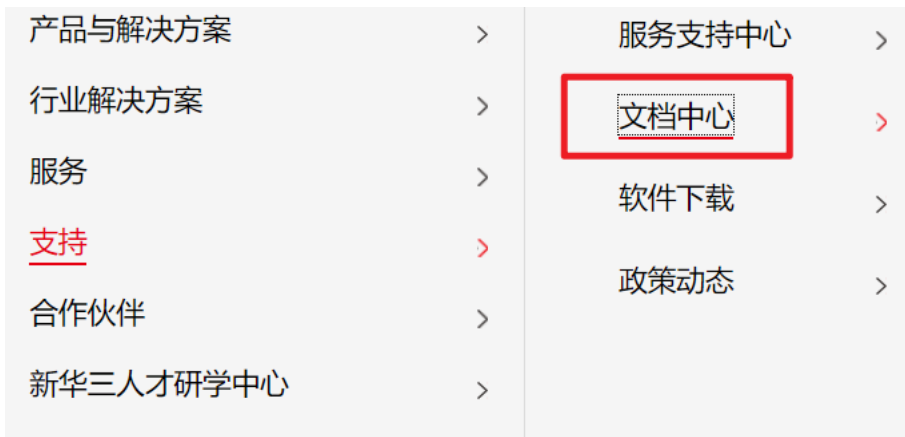 产品与解决方案
行业解决方案
服务
支持
合作伙伴
新华三人才研学中心
服务支持中心
文档中心
软件下载
政策动态